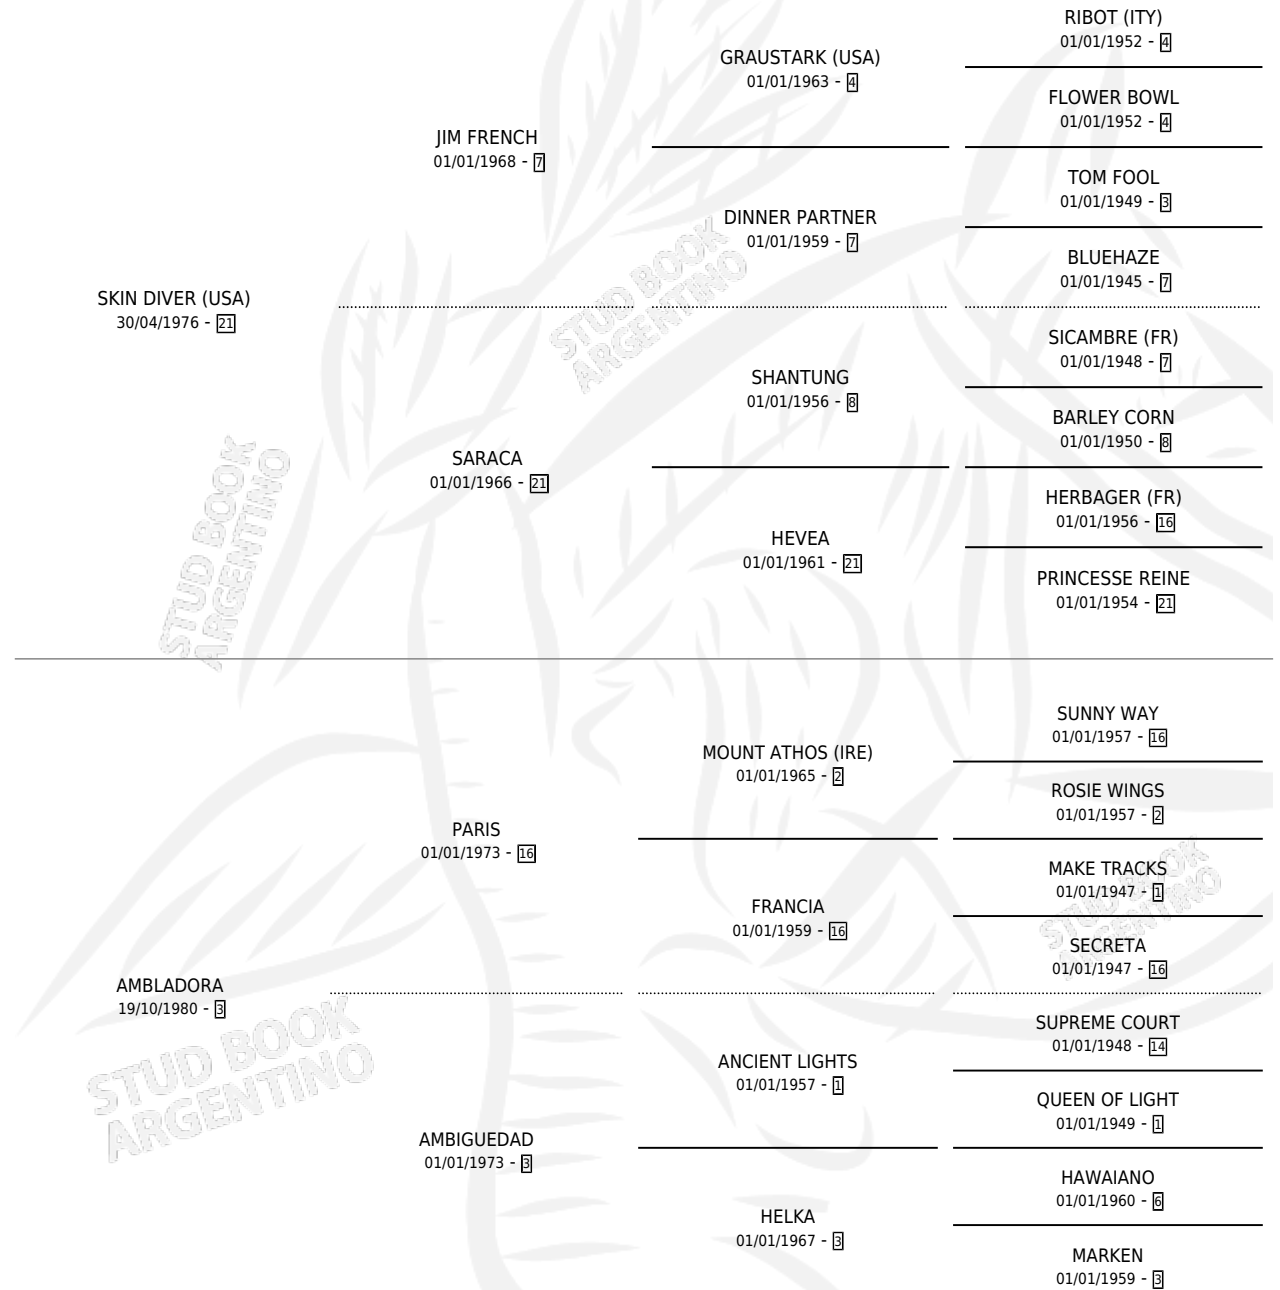 RIBOT (ITY)
01/01/1952 - 4
GRAUSTARK (USA)
01/01/1963 - 4
FLOWER BOWL
01/01/1952 - 4
JIM FRENCH
01/01/1968 - 7
TOM FOOL
01/01/1949 - 3
DINNER PARTNER
01/01/1959 - 7
BLUEHAZE
01/01/1945 - 7
SKIN DIVER (USA)
30/04/1976 - 21
SICAMBRE (FR)
01/01/1948 - 7
SHANTUNG
01/01/1956 - 8
BARLEY CORN
01/01/1950 - 8
SARACA
01/01/1966 - 21
HERBAGER (FR)
01/01/1956 - 16
HEVEA
01/01/1961 - 21
PRINCESSE REINE
01/01/1954 - 21
SUNNY WAY
01/01/1957 - 16
MOUNT ATHOS (IRE)
01/01/1965 - 2
ROSIE WINGS
01/01/1957 - 2
PARIS
01/01/1973 - 16
MAKE TRACKS
01/01/1947 - 1
FRANCIA
01/01/1959 - 16
SECRETA
01/01/1947 - 16
AMBLADORA
19/10/1980 - 3
SUPREME COURT
01/01/1948 - 14
ANCIENT LIGHTS
01/01/1957 - 1
QUEEN OF LIGHT
01/01/1949 - 1
AMBIGUEDAD
01/01/1973 - 3
HAWAIANO
01/01/1960 - 6
HELKA
01/01/1967 - 3
MARKEN
01/01/1959 - 3
STUD BOOK
ARGENTINO
STUD BOOK
ARGENTINO
STUD BOOK
ARGENTINO
STUD BOOK
ARGENTINO